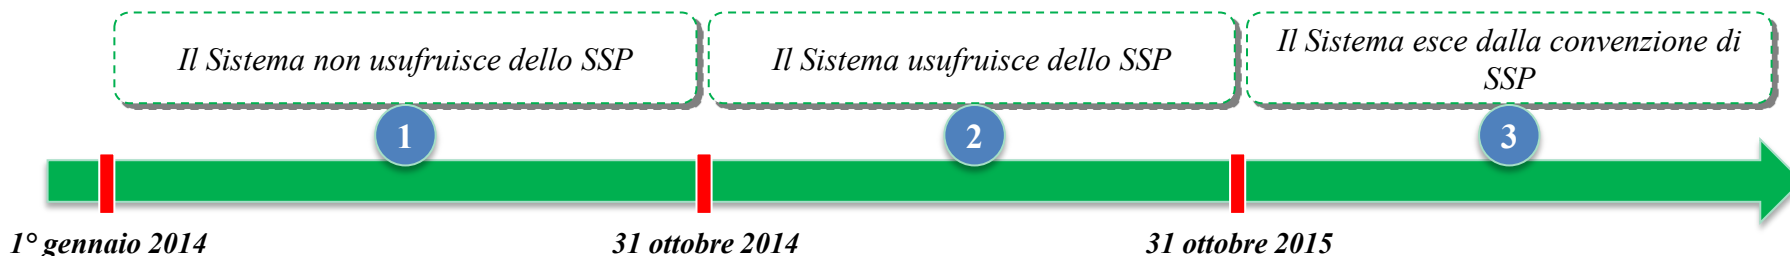 Il Sistema non usufruisce dello SSP
Il Sistema usufruisce dello SSP
Il Sistema esce dalla convenzione di
SSP
1
2
3
1° gennaio 2014
31 ottobre 2014
31 ottobre 2015